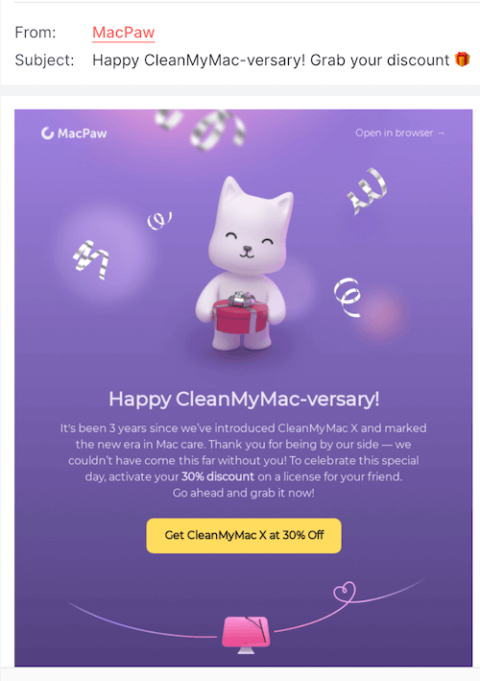 From: MacPaw
Subject: Happy CleanMyMac-versary! Grab your discount 🎁
MacPaw
Open in browser →
Happy CleanMyMac-versary!
It's been 3 years since we've introduced CleanMyMac X and marked
the new era in Mac care. Thank you for being by our side — we
couldn't have come this far without you! To celebrate this special
day, activate your 30% discount on a license for your friend.
Go ahead and grab it now!
Get CleanMyMac X at 30% Off